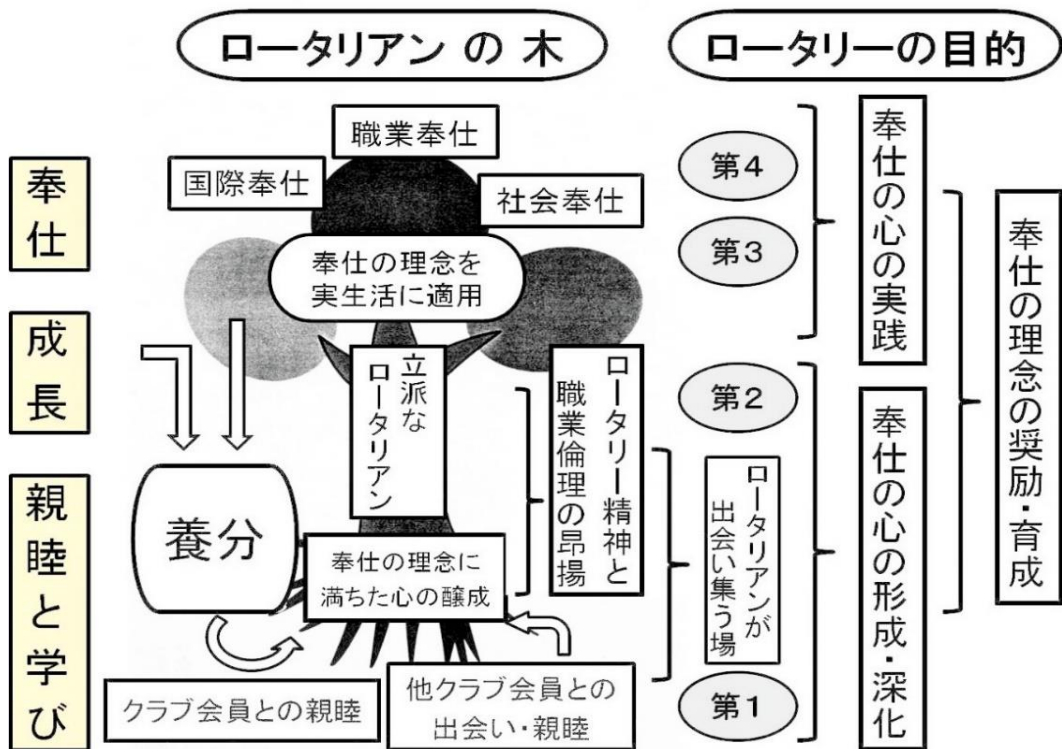 ロータリアン の 木
ロータリーの目的
奉仕
成長
親睦と学び
職業奉仕
国際奉仕
社会奉仕
奉仕の理念を
実生活に適用
立派な
ロータリアン
ロータリー精神と
職業倫理の昂揚
養分
奉仕の理念に
満ちた心の醸成
クラブ会員との親睦
他クラブ会員との
出会い・親睦
第4
第3
第2
ロータリアンが
出会い集う場
第1
奉仕の心の実践
奉仕の心の形成・深化
奉仕の理念の奨励・育成